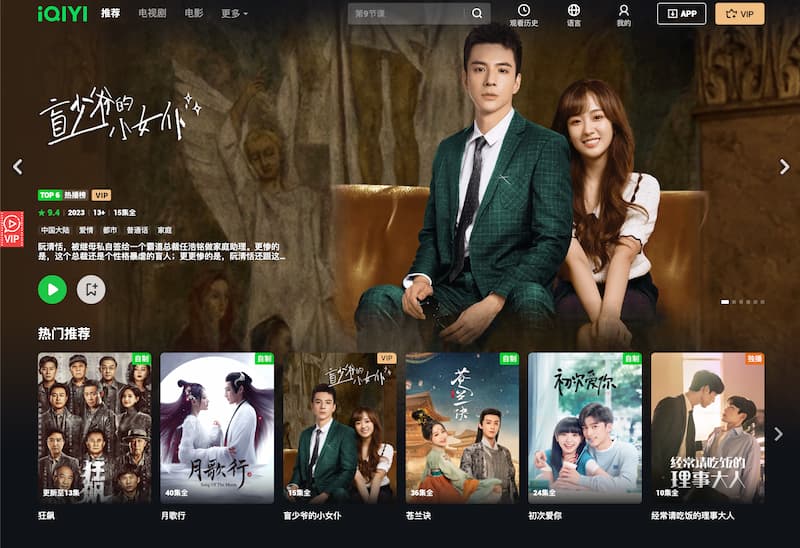 iQIYI 推荐 电视剧 电影 更多 第9节课 观看历史 语言 我的 APP VIP
盲少爷的
小女仆
TOP 6 热播榜 VIP
9.4 2023 13+ 15集全
VIP
中国大陆 爱情 都市 普通话 家庭
阮清恬，被继母私自签给一个霸道总裁任浩铭做家庭助理。更惨的
是，这个总裁还是个性格暴虐的盲人；更更惨的是，阮清恬还跟这...
热门推荐
自制
狂飙
更新至13集
狂飙
自制
月歌行
Song Of The Moon
40集全
月歌行
VIP
盲少爷的
小女仆
15集全
盲少爷的小女仆
自制
苍兰诀
36集全
苍兰诀
自制
初次爱你
24集全
初次爱你
独播
经常请吃饭的
理事大人
10集全
经常请吃饭的理事大人